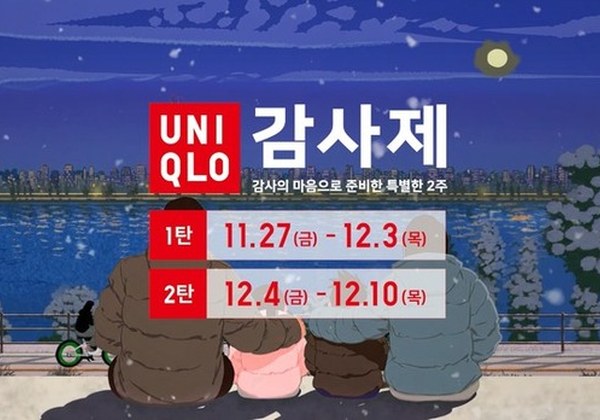 UNI
QLO
감사제
감사의 마음으로 준비한 특별한 2주
1탄 11.27(금) - 12.3(목)
2탄 12.4(금) - 12.10(목)